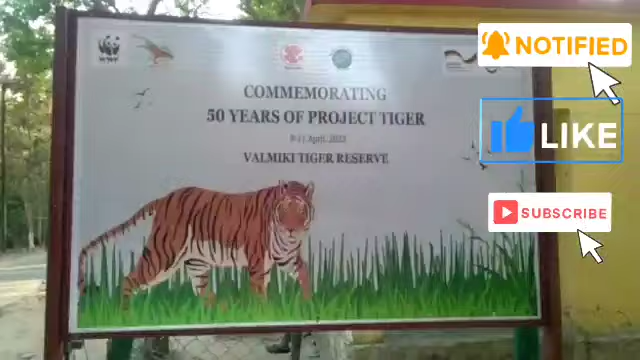 WWF
COMMEMORATING
50 YEARS OF PROJECT TIGER
VALMIKI TIGER RESERVE
NOTIFIED
LIKE
SUBSCRIBE